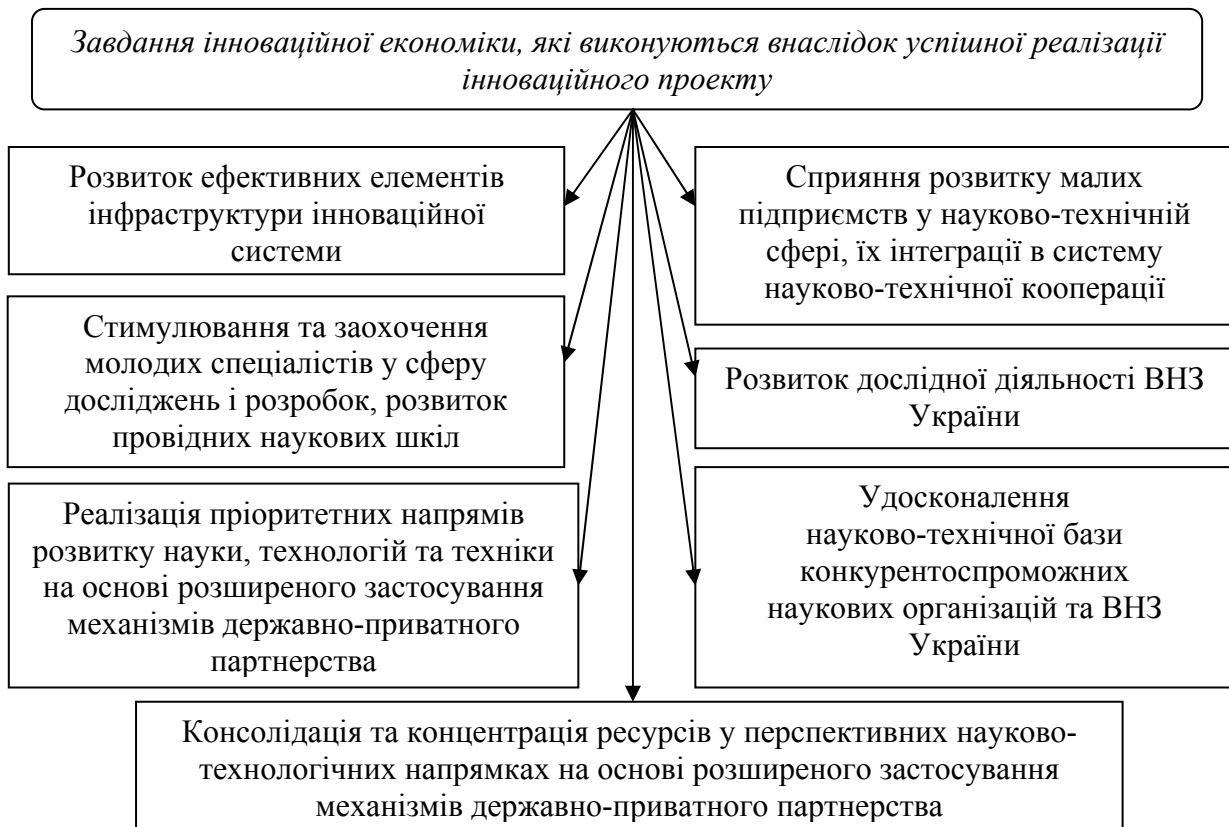 Завдання інноваційної економіки, які виконуються внаслідок успішної реалізації
інноваційного проекту
Розвиток ефективних елементів
інфраструктури інноваційної
системи
Стимулювання та заохочення
молодих спеціалістів у сферу
досліджень і розробок, розвиток
провідних наукових шкіл
Реалізація пріоритетних напрямів
розвитку науки, технологій та техніки
на основі розширеного застосування
механізмів державно-приватного
партнерства
Сприяння розвитку малих
підприємств у науково-технічній
сфері, їх інтеграції в систему
науково-технічної кооперації
Розвиток дослідної діяльності ВНЗ
України
Удосконалення
науково-технічної бази
конкурентоспроможних
наукових організацій та ВНЗ
України
Консолідація та концентрація ресурсів у перспективних науково-
технологічних напрямках на основі розширеного застосування
механізмів державно-приватного партнерства